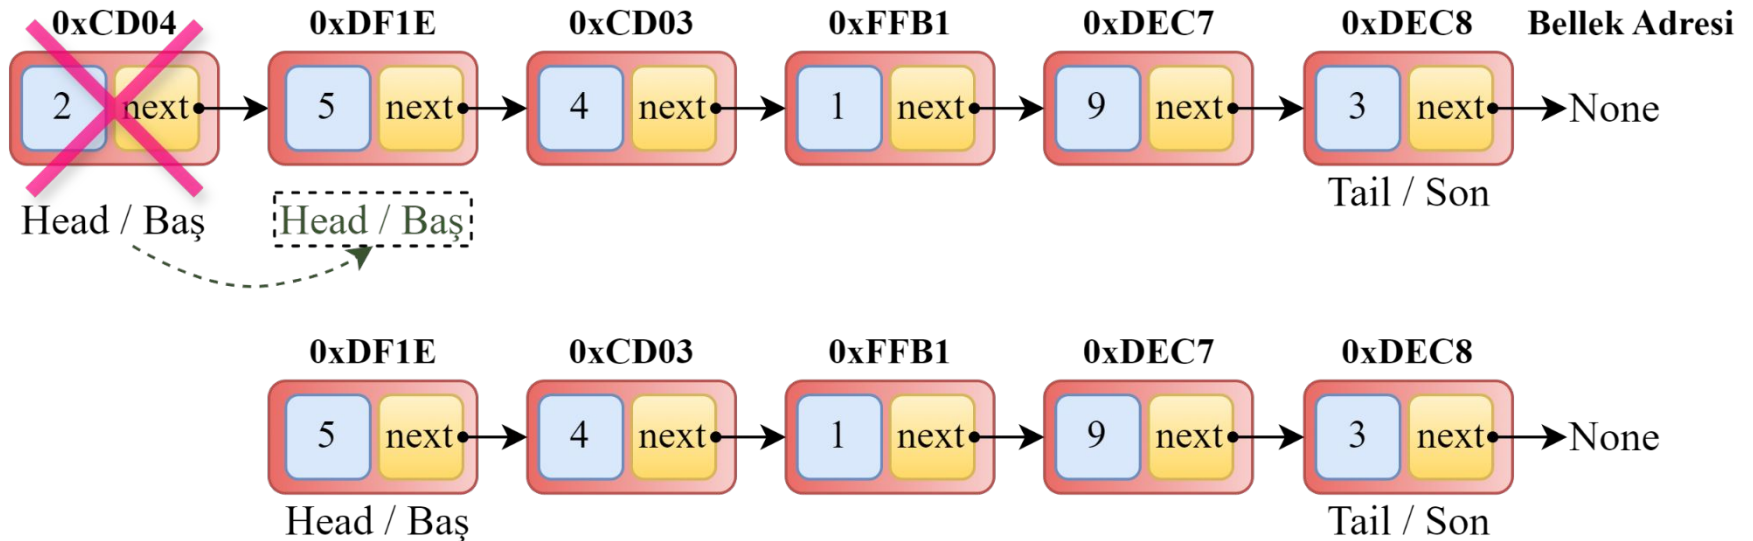 0xCD04 0xDF1E 0xCD03 0xFFB1 0xDEC7 0xDEC8 Bellek Adresi
2 next 5 next 4 next 1 next 9 next 3 next None
Head / Baş Head / Baş Tail / Son
0xDF1E 0xCD03 0xFFB1 0xDEC7 0xDEC8
5 next 4 next 1 next 9 next 3 next None
Head / Baş Tail / Son